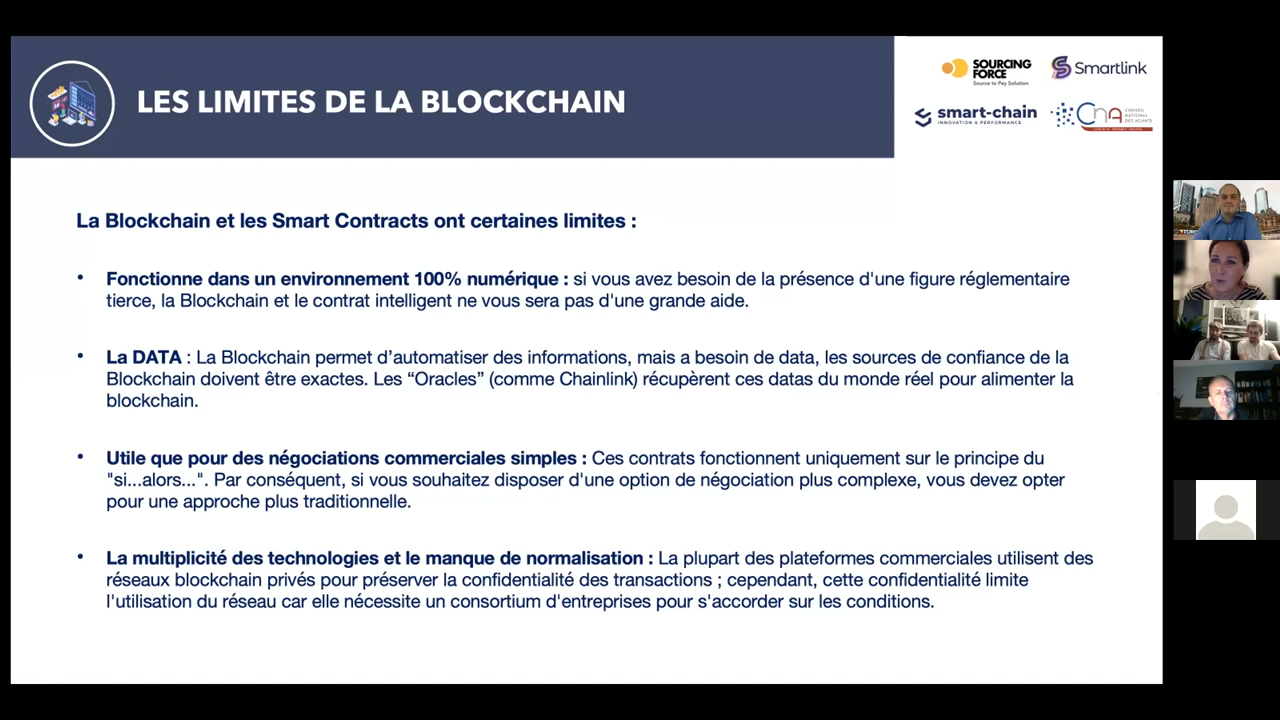 LES LIMITES DE LA BLOCKCHAIN
SOURCING
FORCE
Source to Pay Solution
Smartlink
smart-chain
INNOVATION & PERFORMANCE
CNA
CONSEIL
NATIONAL
DES ACHATS
La Blockchain et les Smart Contracts ont certaines limites :
• Fonctionne dans un environnement 100% numérique : si vous avez besoin de la présence d'une figure réglementaire
tierce, la Blockchain et le contrat intelligent ne vous sera pas d'une grande aide.
• La DATA : La Blockchain permet d’automatiser des informations, mais a besoin de data, les sources de confiance de la
Blockchain doivent être exactes. Les “Oracles” (comme Chainlink) récupèrent ces datas du monde réel pour alimenter la
blockchain.
• Utile que pour des négociations commerciales simples : Ces contrats fonctionnent uniquement sur le principe du
"si...alors...". Par conséquent, si vous souhaitez disposer d'une option de négociation plus complexe, vous devez opter
pour une approche plus traditionnelle.
• La multiplicité des technologies et le manque de normalisation : La plupart des plateformes commerciales utilisent des
réseaux blockchain privés pour préserver la confidentialité des transactions ; cependant, cette confidentialité limite
l'utilisation du réseau car elle nécessite un consortium d'entreprises pour s'accorder sur les conditions.